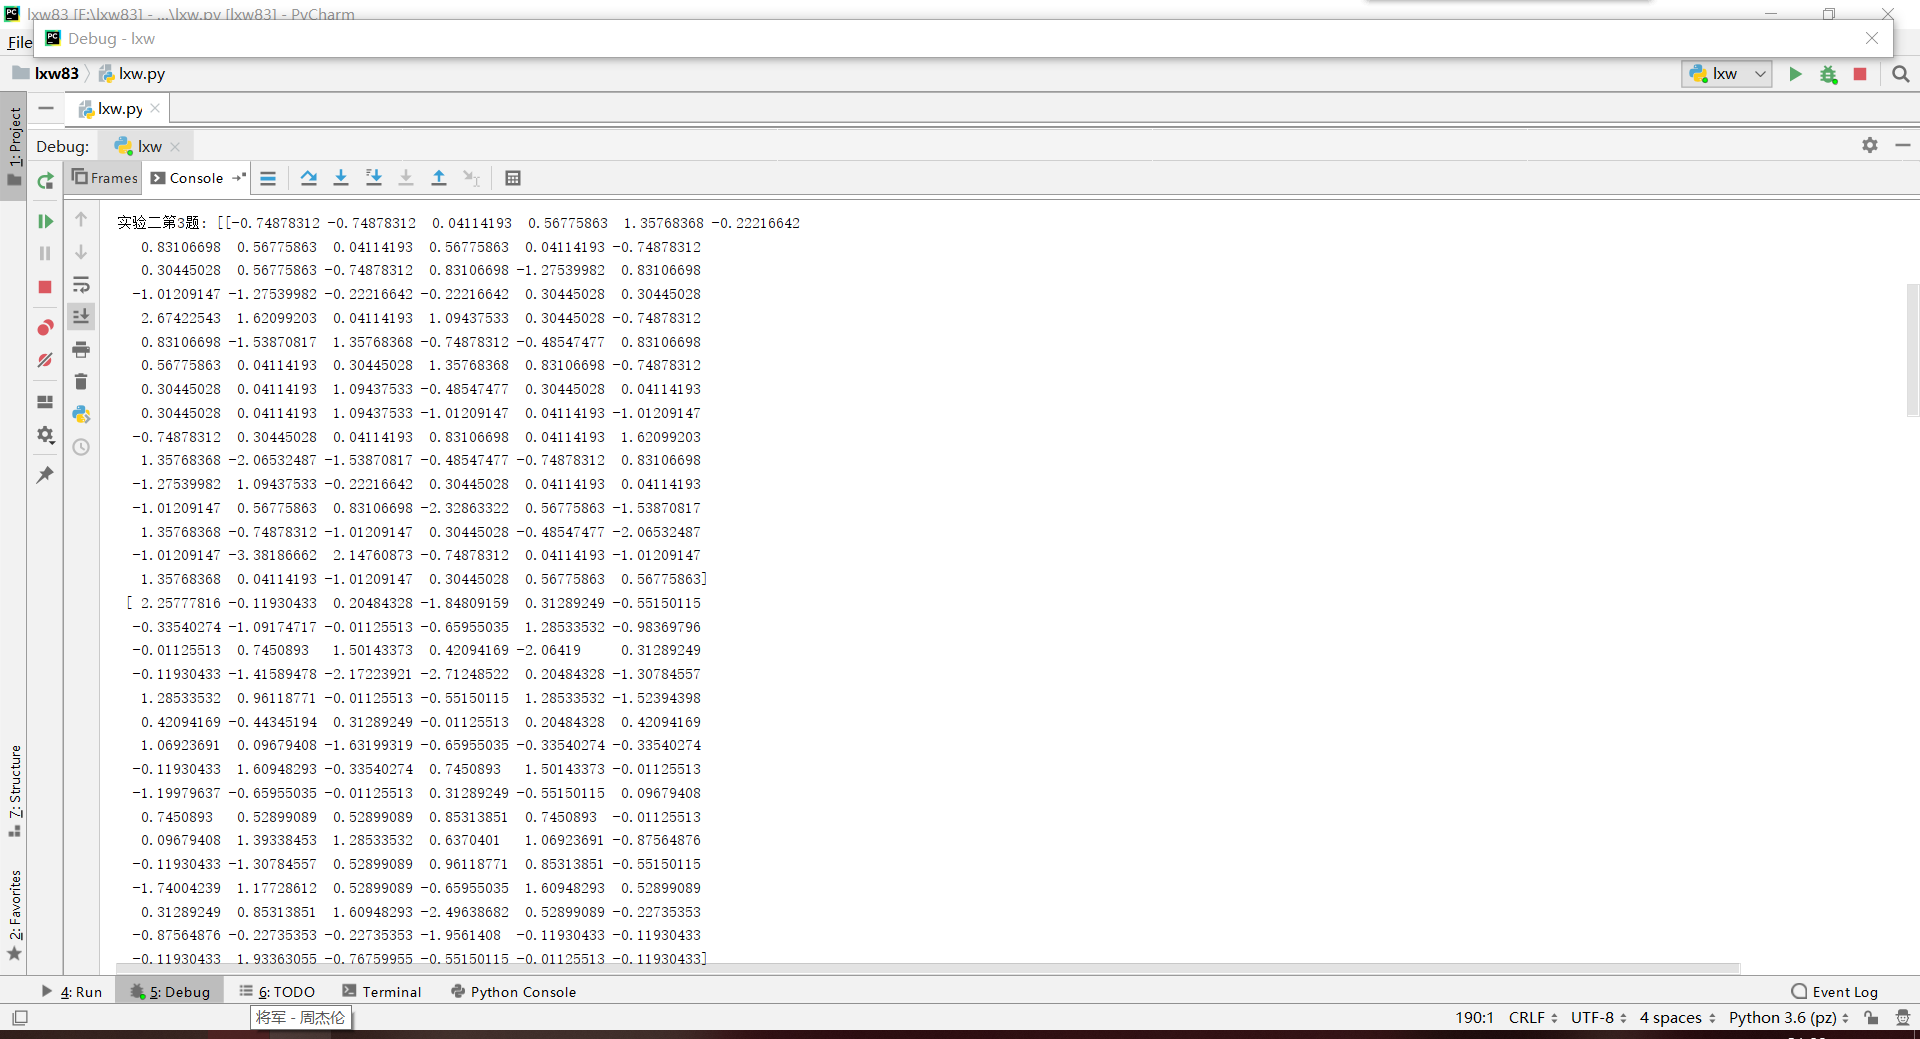 lxw83 [E:\lxw83] - ...\lxw.py [lxw83] - PyCharm
Debug - lxw
File
lxw83
lxw.py
lxw
lxw.py
Debug:
lxw
Frames
Console
1: Project
7: Structure
2: Favorites
实验二第3题: [[-0.74878312 -0.74878312  0.04114193  0.56775863  1.35768368 -0.22216642
0.83106698  0.56775863  0.04114193  0.56775863  0.04114193 -0.74878312
0.30445028  0.56775863 -0.74878312  0.83106698 -1.27539982  0.83106698
-1.01209147 -1.27539982 -0.22216642 -0.22216642  0.30445028  0.30445028
2.67422543  1.62099203  0.04114193  1.09437533  0.30445028 -0.74878312
0.83106698 -1.53870817  1.35768368 -0.74878312 -0.48547477  0.83106698
0.56775863  0.04114193  0.30445028  1.35768368  0.83106698 -0.74878312
0.30445028  0.04114193  1.09437533 -0.48547477  0.30445028  0.04114193
0.30445028  0.04114193  1.09437533 -1.01209147  0.04114193 -1.01209147
-0.74878312  0.30445028  0.04114193  0.83106698  0.04114193  1.62099203
1.35768368 -2.06532487 -1.53870817 -0.48547477 -0.74878312  0.83106698
-1.27539982  1.09437533 -0.22216642  0.30445028  0.04114193  0.04114193
-1.01209147  0.56775863  0.83106698 -2.32863322  0.56775863 -1.53870817
1.35768368 -0.74878312 -1.01209147  0.30445028 -0.48547477 -2.06532487
-1.01209147 -3.38186662  2.14760873 -0.74878312  0.04114193 -1.01209147
1.35768368  0.04114193 -1.01209147  0.30445028  0.56775863  0.56775863]
[ 2.25777816 -0.11930433  0.20484328 -1.84809159  0.31289249 -0.55150115
-0.33540274 -1.09174717 -0.01125513 -0.65955035  1.28533532 -0.98369796
-0.01125513  0.7450893   1.50143373  0.42094169 -2.06419     0.31289249
-0.11930433 -1.41589478 -2.17223921 -2.71248522  0.20484328 -1.30784557
1.28533532  0.96118771 -0.01125513 -0.55150115  1.28533532 -1.52394398
0.42094169 -0.44345194  0.31289249 -0.01125513  0.20484328  0.42094169
1.06923691  0.09679408 -1.63199319 -0.65955035 -0.33540274 -0.33540274
-0.11930433  1.60948293 -0.33540274  0.7450893   1.50143373 -0.01125513
-1.19979637 -0.65955035 -0.01125513  0.31289249 -0.55150115  0.09679408
0.7450893   0.52899089  0.52899089  0.85313851  0.7450893  -0.01125513
0.09679408  1.39338453  1.28533532  0.6370401   1.06923691 -0.87564876
-0.11930433 -1.30784557  0.52899089  0.96118771  0.85313851 -0.55150115
-1.74004239  1.17728612  0.52899089 -0.65955035  1.60948293  0.52899089
0.31289249  0.85313851  1.60948293 -2.49638682  0.52899089 -0.22735353
-0.87564876 -0.22735353 -0.22735353 -1.9561408  -0.11930433 -0.11930433
-0.11930433  1.93363055 -0.76759955 -0.55150115 -0.01125513 -0.11930433]
4: Run
5: Debug
6: TODO
Terminal
Python Console
Event Log
将军 - 周杰伦
190:1
CRLF
UTF-8
4 spaces
Python 3.6 (pz)